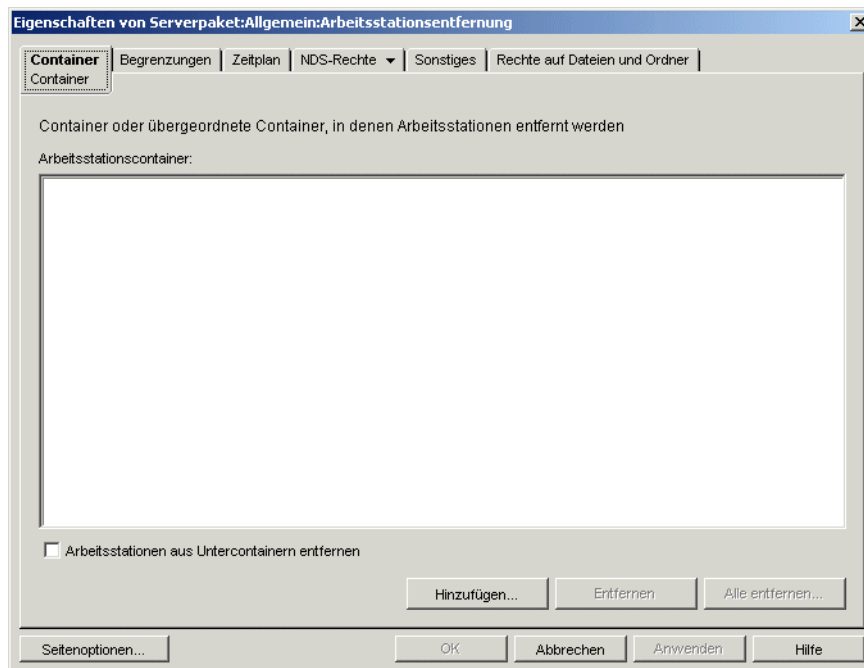 Eigenschaften von Serverpaket:Allgemein:Arbeitsstationsentfernung
Container Begrenzungen Zeitplan NDS-Rechte Sonstiges Rechte auf Dateien und Ordner
Container
Container oder übergeordnete Container, in denen Arbeitsstationen entfernt werden
Arbeitsstationscontainer:
Arbeitsstationen aus Untercontainern entfernen
Hinzufügen... Entfernen Alle entfernen...
Seitenoptionen... OK Abbrechen Anwenden Hilfe